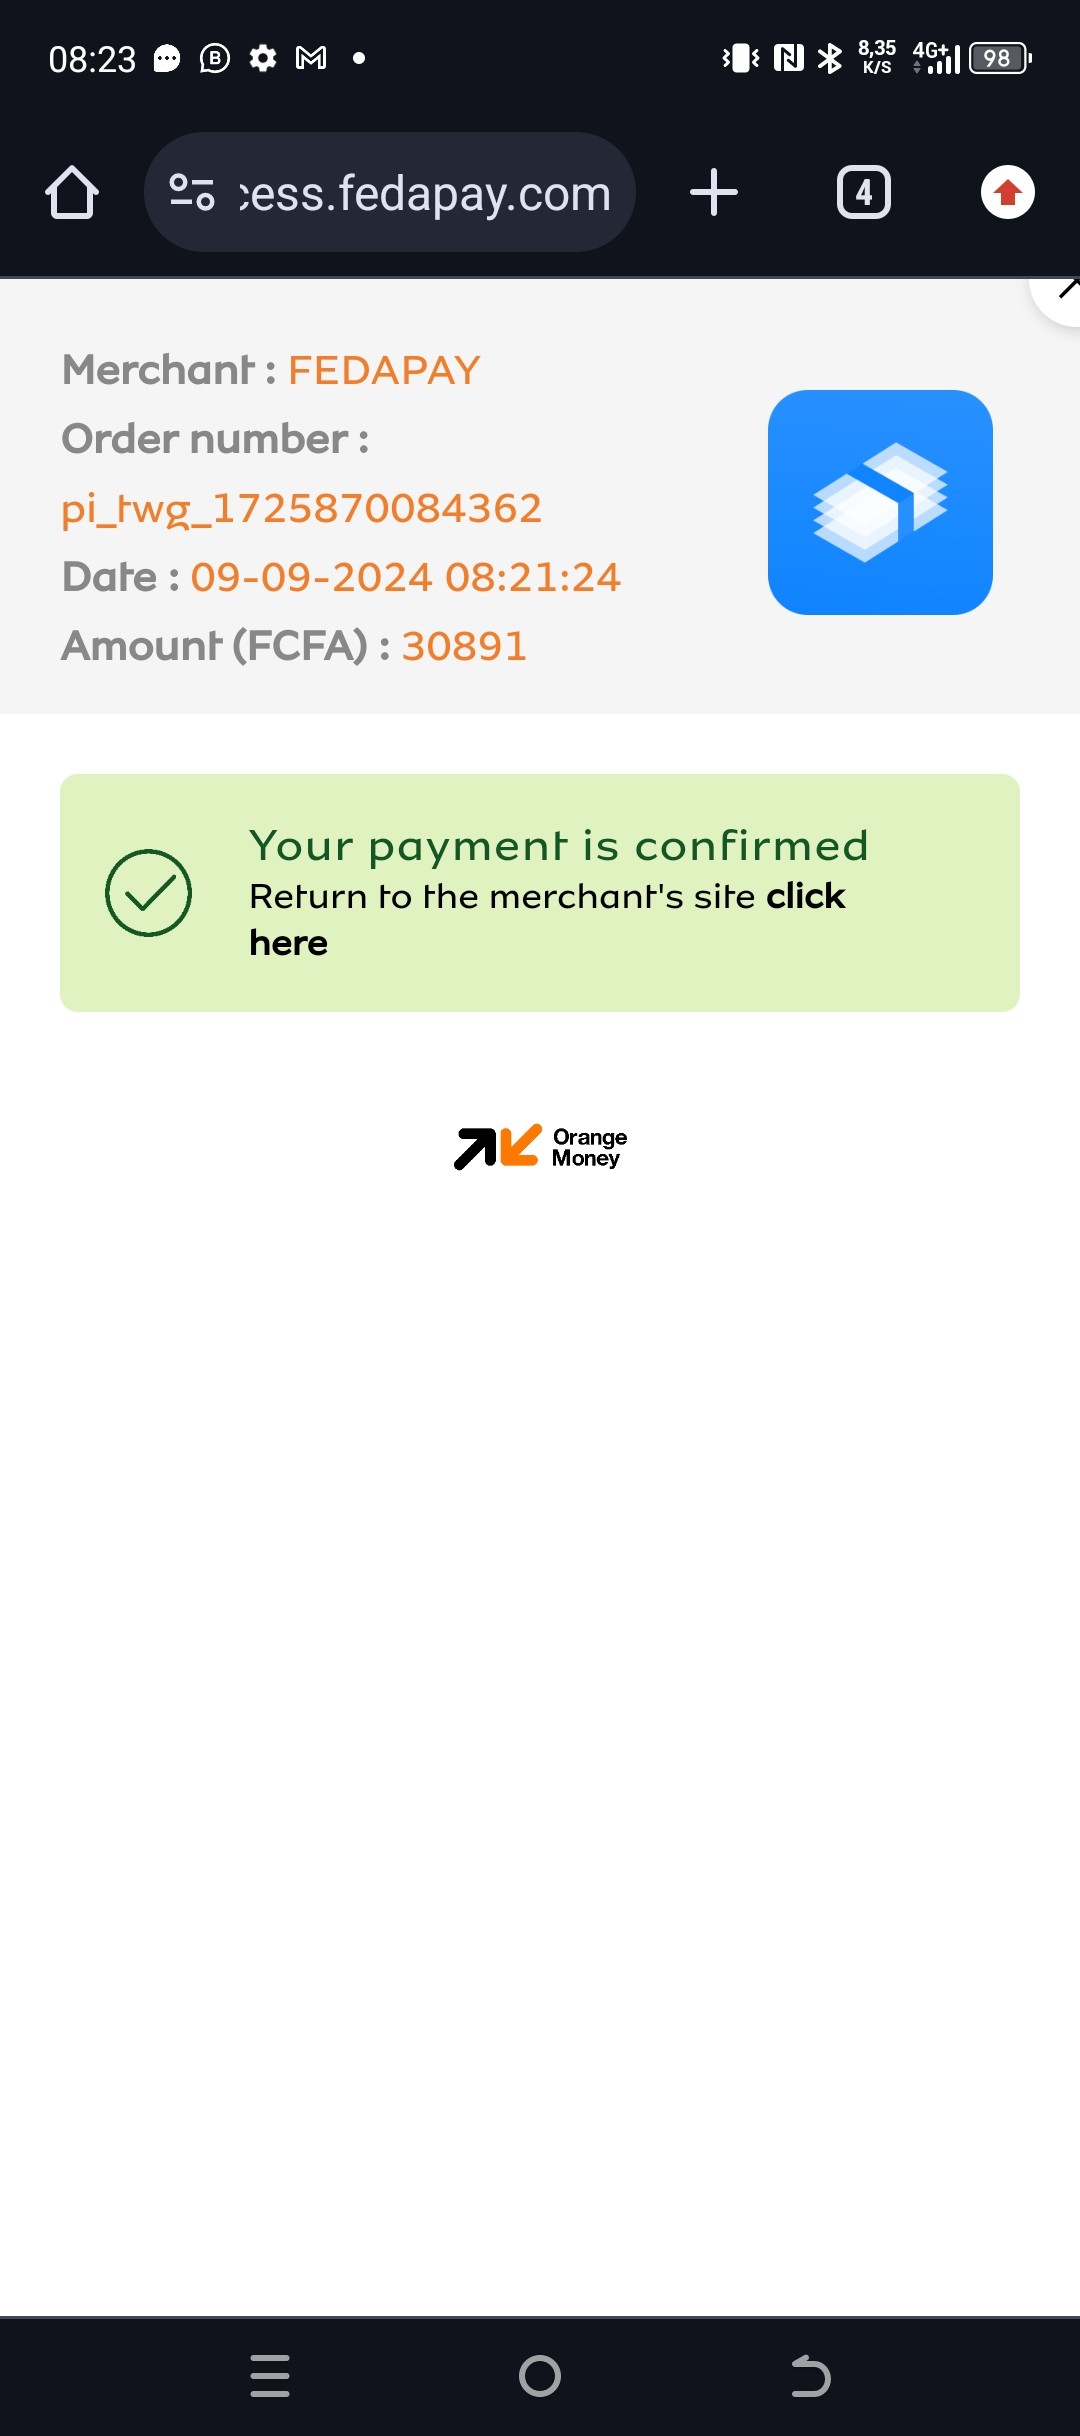 08:23 8,35 K/S 4G+ 98
cess.fedapay.com 4
Merchant : FEDAPAY
Order number :
pi_twg_1725870084362
Date : 09-09-2024 08:21:24
Amount (FCFA) : 30891
Your payment is confirmed
Return to the merchant's site click
here
Orange
Money